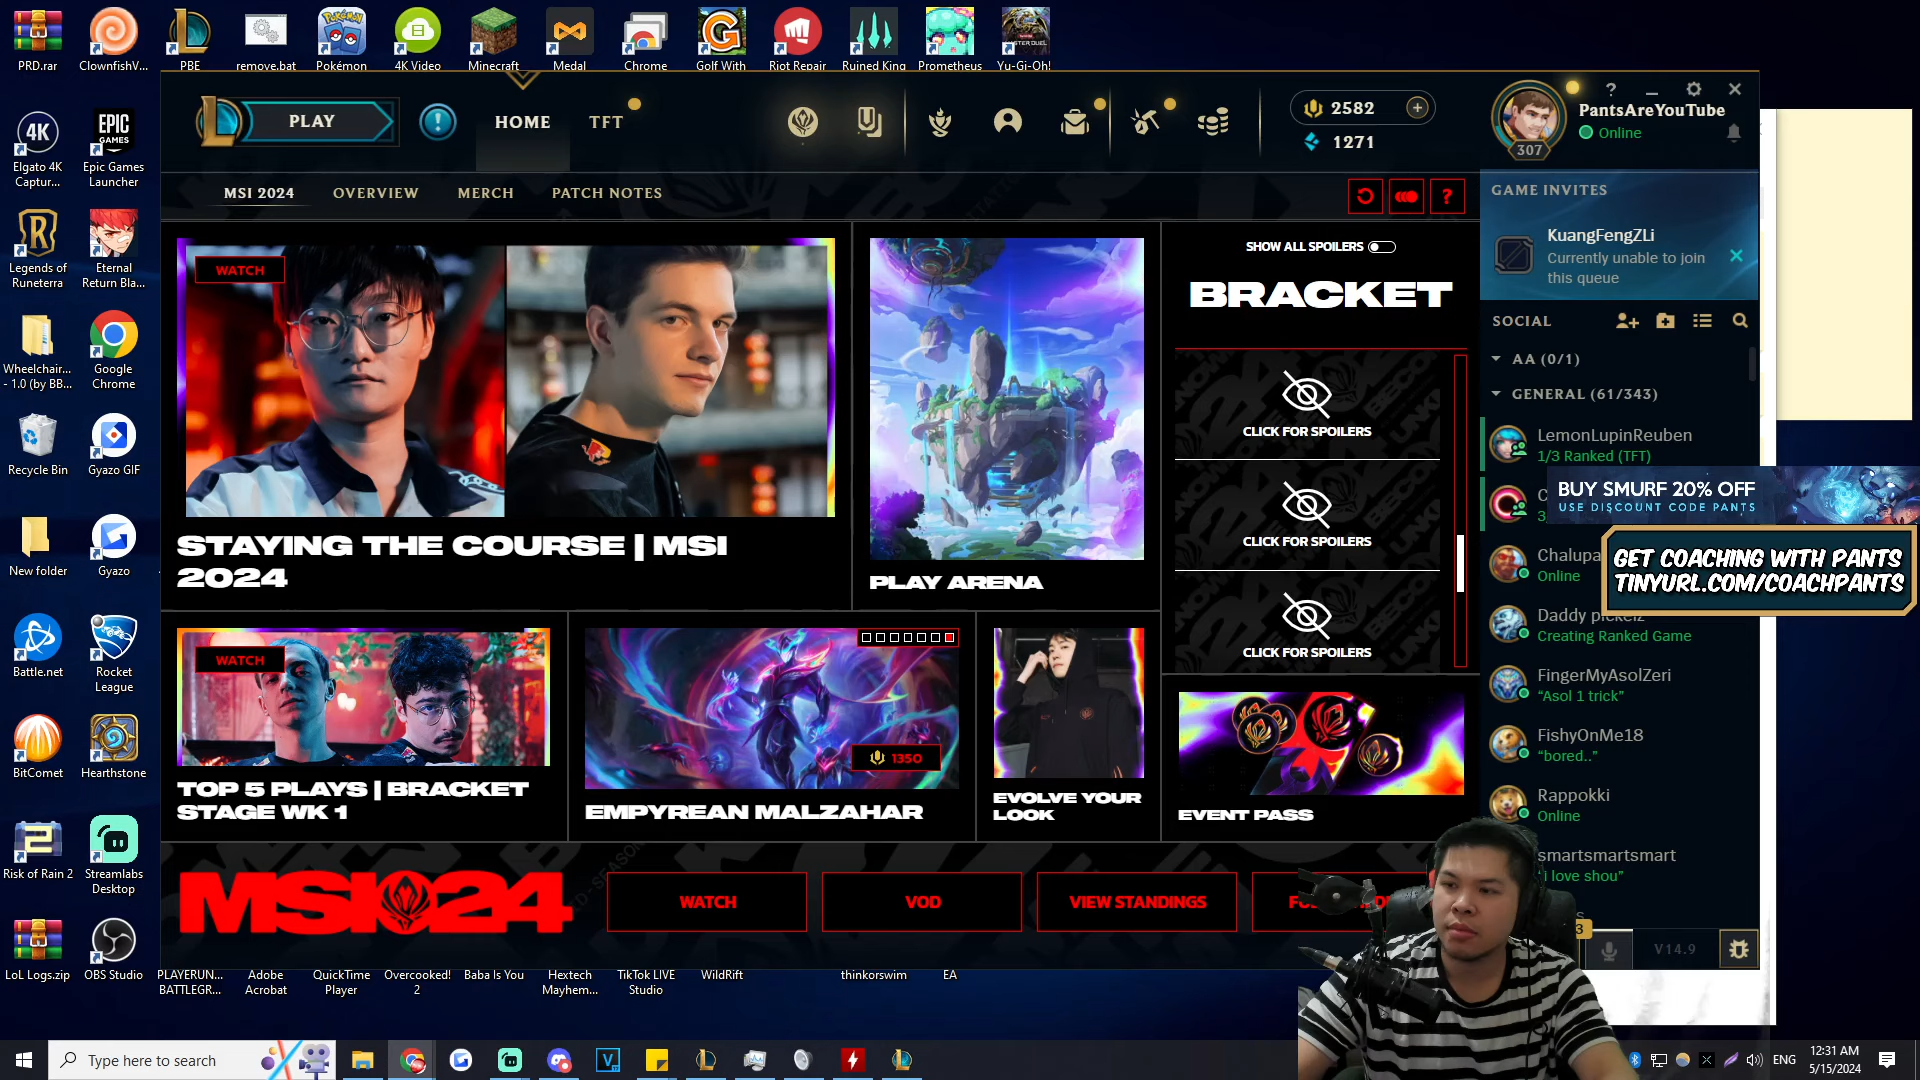 PRD.rar
ClownfishV...
PBE
remove.bat
Pokémon
4K Video
Minecraft
Medal
Chrome
Golf With
Riot Repair
Ruined King
Prometheus
Yu-Gi-Oh!
Elgato 4K
Captur...
Epic Games
Launcher
Legends of
Runeterra
Eternal
Return Bla...
Wheelchair...
- 1.0 (by BB...
Google
Chrome
Recycle Bin
Gyazo GIF
New folder
Gyazo
Battle.net
Rocket
League
BitComet
Hearthstone
Risk of Rain 2
Streamlabs
Desktop
LoL Logs.zip
OBS Studio
PLAYERUN...
BATTLEGR...
Adobe
Acrobat
QuickTime
Player
Overcooked!
2
Baba Is You
Hextech
Mayhem...
TikTok LIVE
Studio
WildRift
thinkorswim
EA
PLAY
HOME
TFT
2582
1271
PantsAreYouTube
Online
307
MSI 2024
OVERVIEW
MERCH
PATCH NOTES
WATCH
STAYING THE COURSE | MSI
2024
PLAY ARENA
SHOW ALL SPOILERS
BRACKET
CLICK FOR SPOILERS
CLICK FOR SPOILERS
CLICK FOR SPOILERS
WATCH
TOP 5 PLAYS | BRACKET
STAGE WK 1
1350
EMPYREAN MALZAHAR
EVOLVE YOUR
LOOK
EVENT PASS
MSI 24
WATCH
VOD
VIEW STANDINGS
GAME INVITES
KuangFengZLi
Currently unable to join
this queue
SOCIAL
AA (0/1)
GENERAL (61/343)
LemonLupinReuben
1/3 Ranked (TFT)
BUY SMURF 20% OFF
USE DISCOUNT CODE PANTS
Chalupa
Online
GET COACHING WITH PANTS
TINYURL.COM/COACHPANTS
Daddy
Creating Ranked Game
FingerMyAsolZeri
"Asol 1 trick"
FishyOnMe18
"bored.."
Rappokki
Online
smartsmartsmart
i love shou"
3
V14.9
Type here to search
ENG
12:31 AM
5/15/2024